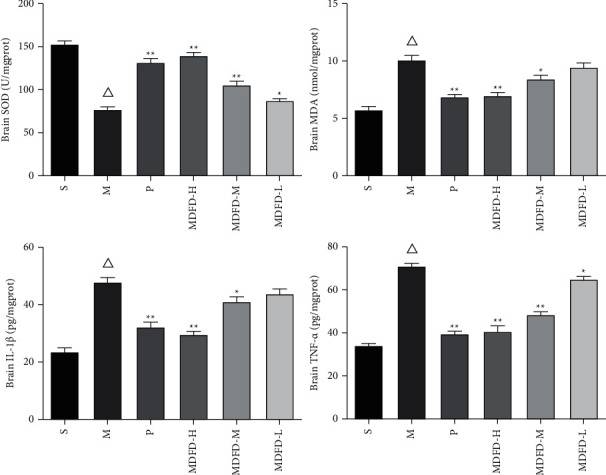 Brain SOD (U/mgprot)
200
150
100
50
0
△
**
**
**
*
S
M
P
MDFD-H
MDFD-M
MDFD-L
Brain MDA (nmol/mgprot)
15
10
5
0
△
**
**
*
S
M
P
MDFD-H
MDFD-M
MDFD-L
Brain IL-1β (pg/mgprot)
60
40
20
0
△
**
**
*
S
M
P
MDFD-H
MDFD-M
MDFD-L
Brain TNF-α (pg/mgprot)
80
60
40
20
0
△
**
**
**
*
S
M
P
MDFD-H
MDFD-M
MDFD-L